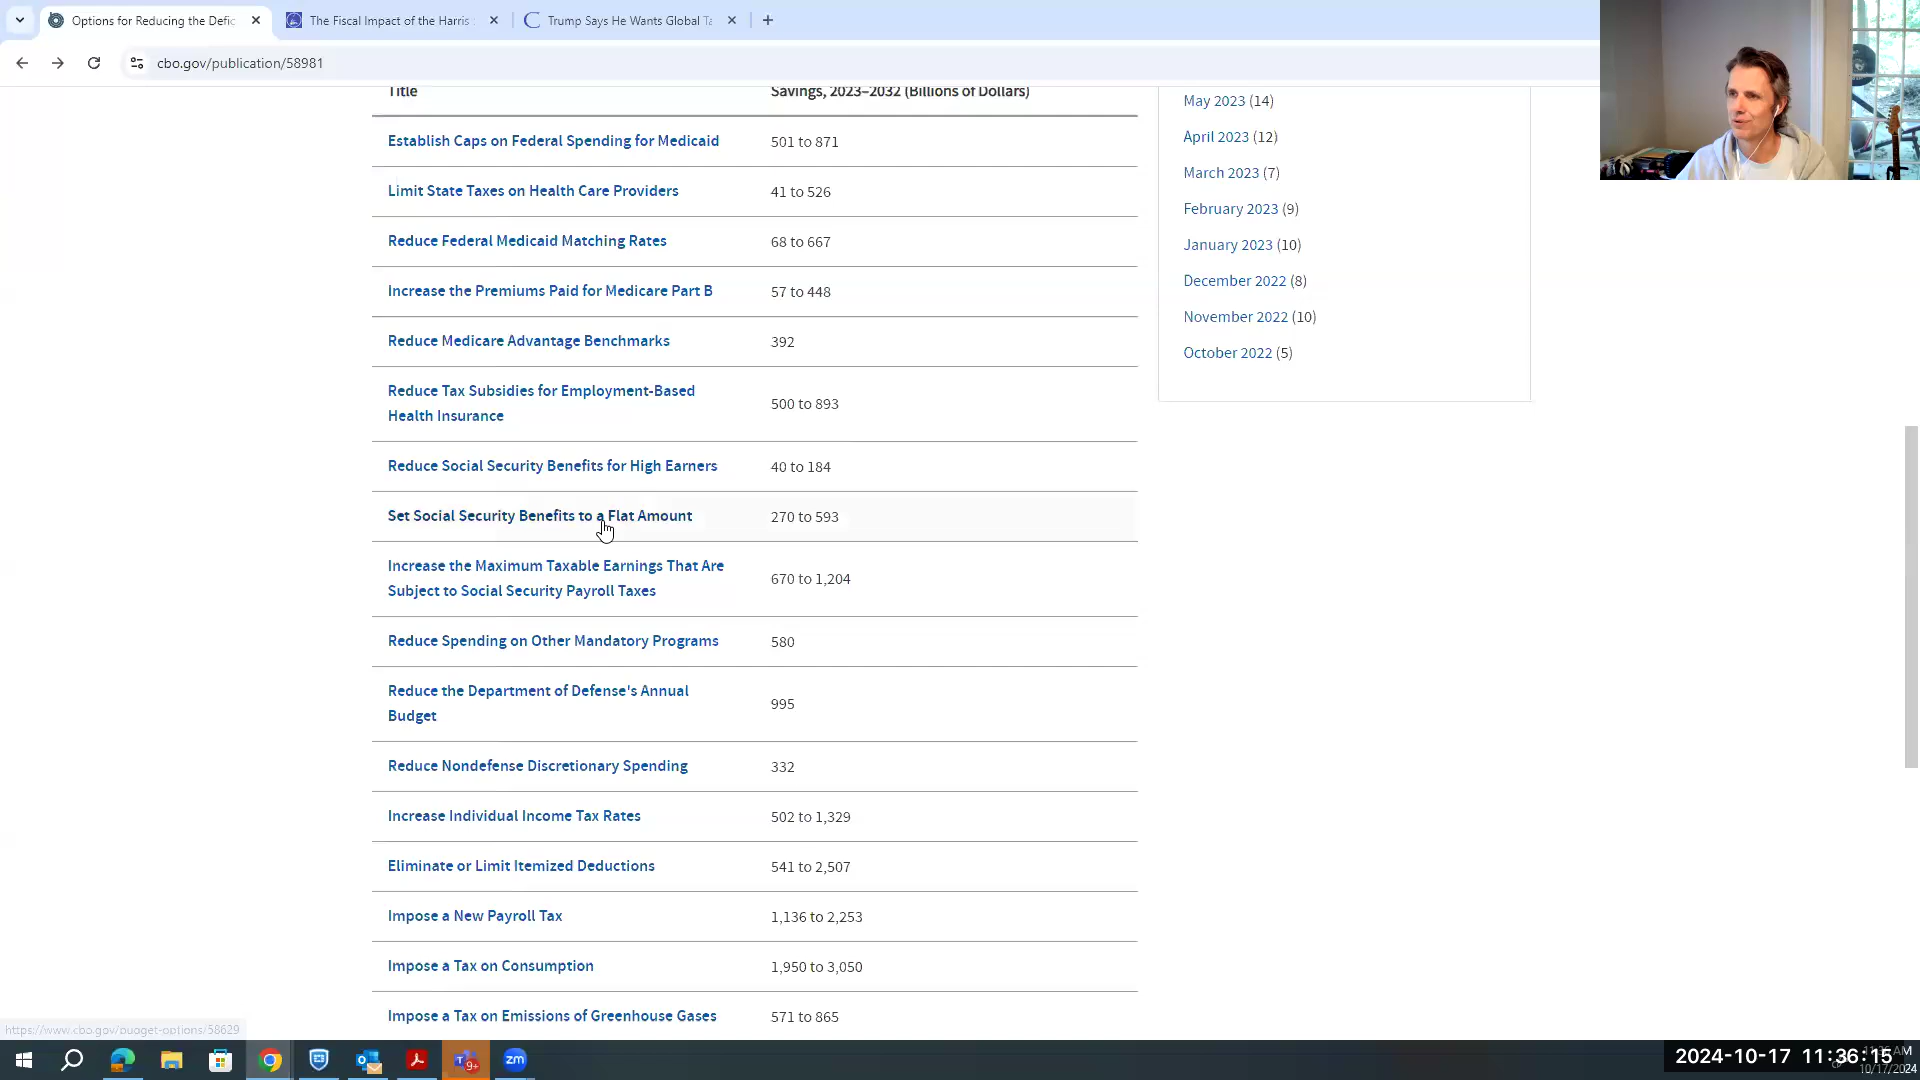 Options for Reducing the Defic
The Fiscal Impact of the Harris
Trump Says He Wants Global Ta
cbo.gov/publication/58981
Title Savings, 2023–2032 (Billions of Dollars)
Establish Caps on Federal Spending for Medicaid 501 to 871
Limit State Taxes on Health Care Providers 41 to 526
Reduce Federal Medicaid Matching Rates 68 to 667
Increase the Premiums Paid for Medicare Part B 57 to 448
Reduce Medicare Advantage Benchmarks 392
Reduce Tax Subsidies for Employment-Based
Health Insurance 500 to 893
Reduce Social Security Benefits for High Earners 40 to 184
Set Social Security Benefits to a Flat Amount 270 to 593
Increase the Maximum Taxable Earnings That Are
Subject to Social Security Payroll Taxes 670 to 1,204
Reduce Spending on Other Mandatory Programs 580
Reduce the Department of Defense's Annual
Budget 995
Reduce Nondefense Discretionary Spending 332
Increase Individual Income Tax Rates 502 to 1,329
Eliminate or Limit Itemized Deductions 541 to 2,507
Impose a New Payroll Tax 1,136 to 2,253
Impose a Tax on Consumption 1,950 to 3,050
Impose a Tax on Emissions of Greenhouse Gases 571 to 865
May 2023 (14)
April 2023 (12)
March 2023 (7)
February 2023 (9)
January 2023 (10)
December 2022 (8)
November 2022 (10)
October 2022 (5)
https://www.cbo.gov/budget-options/58629
9+
zm
2024-10-17 11:36:15
AM
10/17/2024